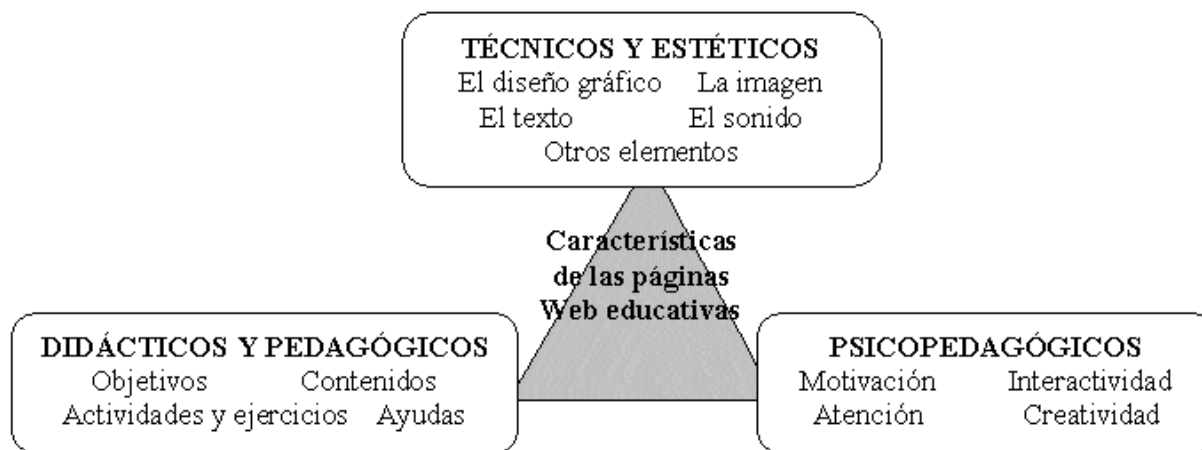 TÉCNICOS Y ESTÉTICOS
El diseño gráfico La imagen
El texto El sonido
Otros elementos
Características
de las páginas
Web educativas
DIDÁCTICOS Y PEDAGÓGICOS
Objetivos Contenidos
Actividades y ejercicios Ayudas
PSICOPEDAGÓGICOS
Motivación Interactividad
Atención Creatividad